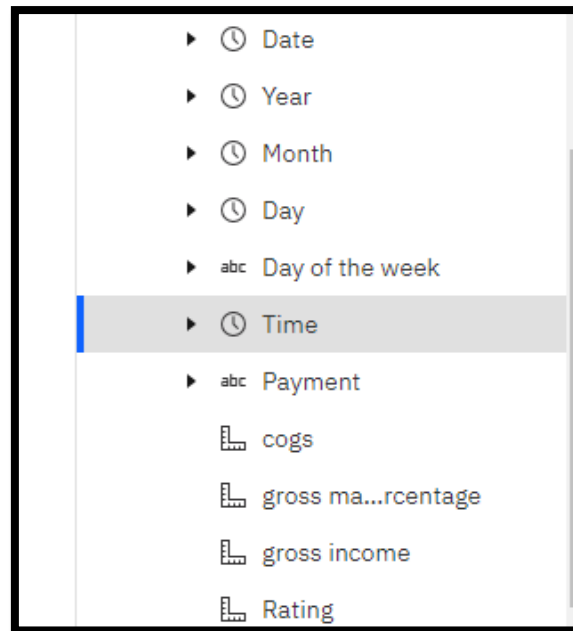 Date
Year
Month
Day
abc Day of the week
Time
abc Payment
cogs
gross ma...rcentage
gross income
Rating